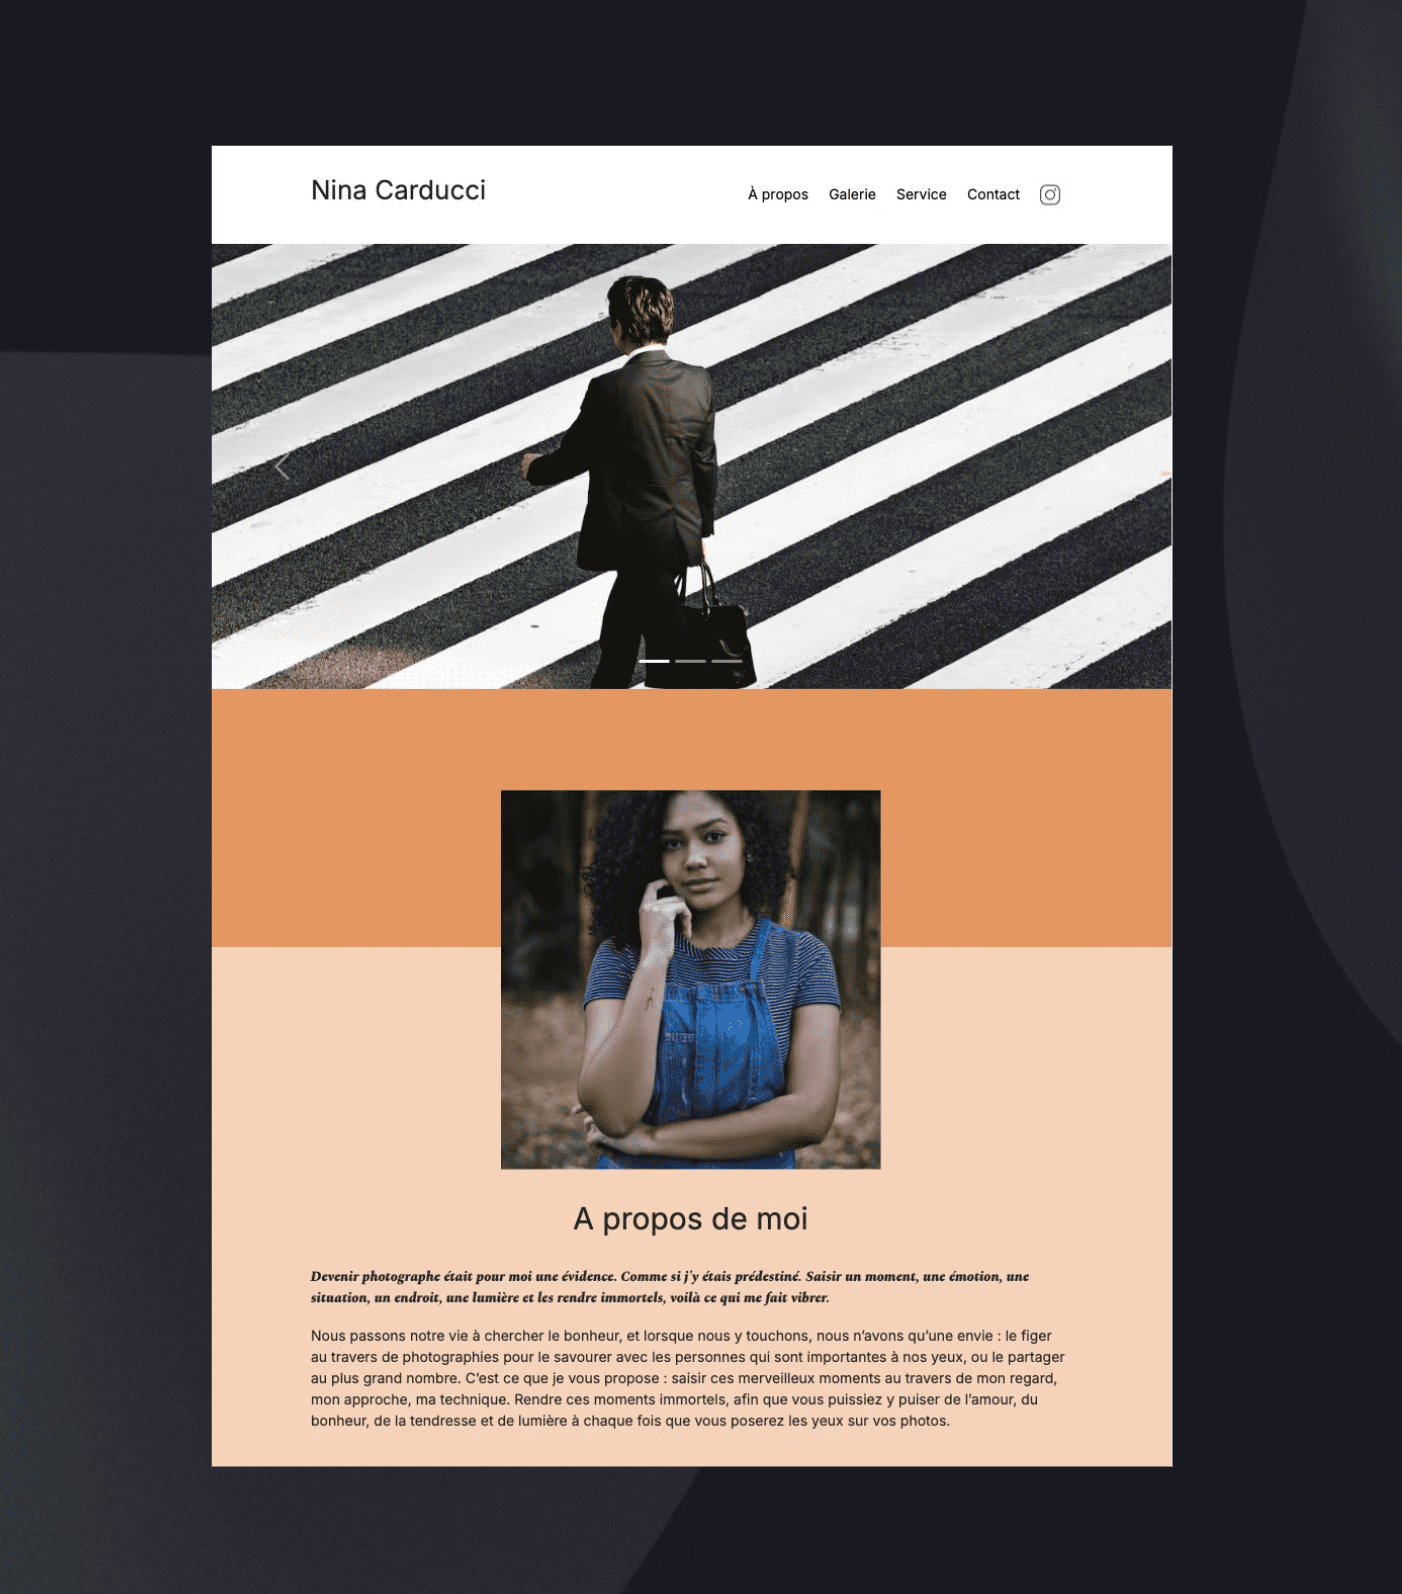 Nina Carducci
À propos Galerie Service Contact
A propos de moi
Devenir photographe était pour moi une évidence. Comme si j'y étais prédestiné. Saisir un moment, une émotion, une
situation, un endroit, une lumière et les rendre immortels, voilà ce qui me fait vibrer.
Nous passons notre vie à chercher le bonheur, et lorsque nous y touchons, nous n’avons qu’une envie : le figer
au travers de photographies pour le savourer avec les personnes qui sont importantes à nos yeux, ou le partager
au plus grand nombre. C’est ce que je vous propose : saisir ces merveilleux moments au travers de mon regard,
mon approche, ma technique. Rendre ces moments immortels, afin que vous puissiez y puiser de l’amour, du
bonheur, de la tendresse et de lumière à chaque fois que vous poserez les yeux sur vos photos.